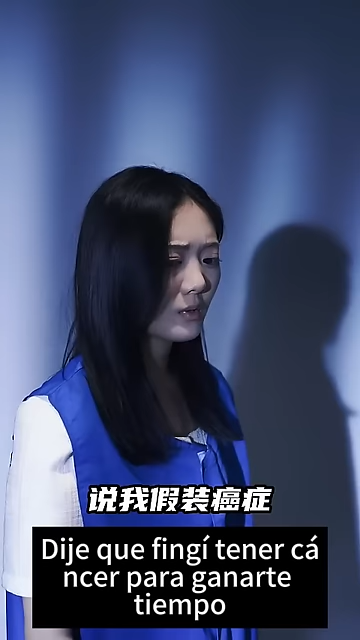 说我假装癌症
Dije que fingí tener cá
ncer para ganarte
tiempo